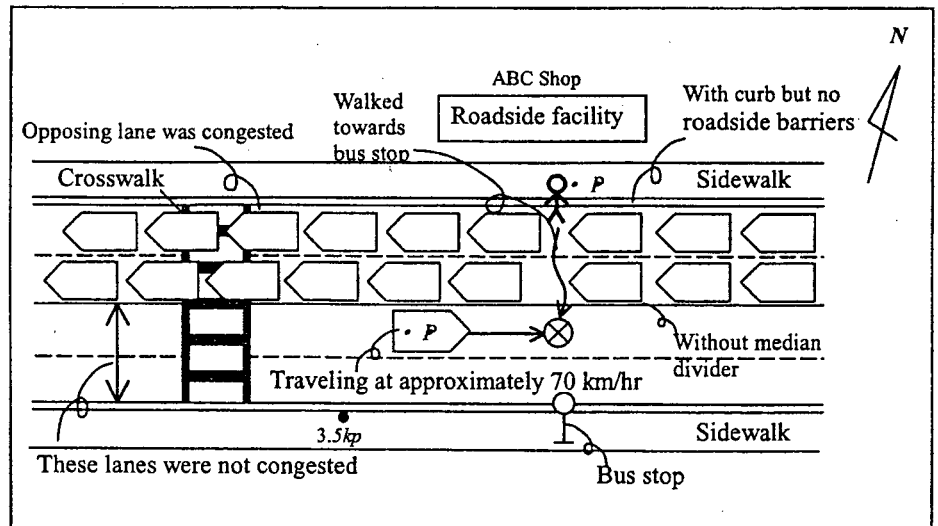 N
ABC Shop
Roadside facility
Walked
towards
bus stop
With curb but no
roadside barriers
Opposing lane was congested
Crosswalk
P
Sidewalk
P
Without median
divider
Traveling at approximately 70 km/hr
3.5kp
Sidewalk
These lanes were not congested
Bus stop